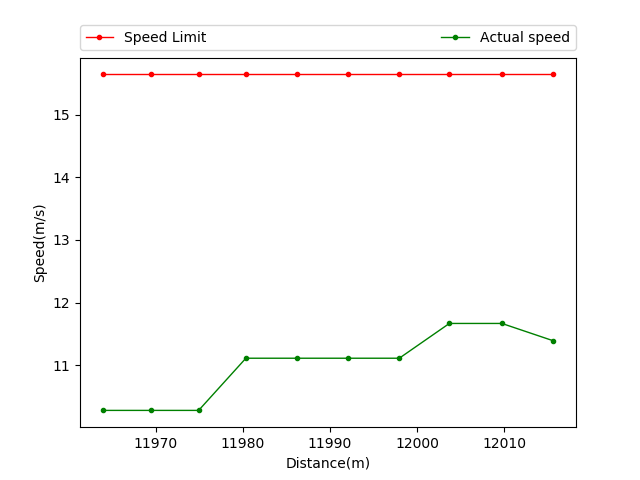 Speed Limit
Actual speed
15
14
13
12
11
Speed(m/s)
11970
11980
11990
12000
12010
Distance(m)